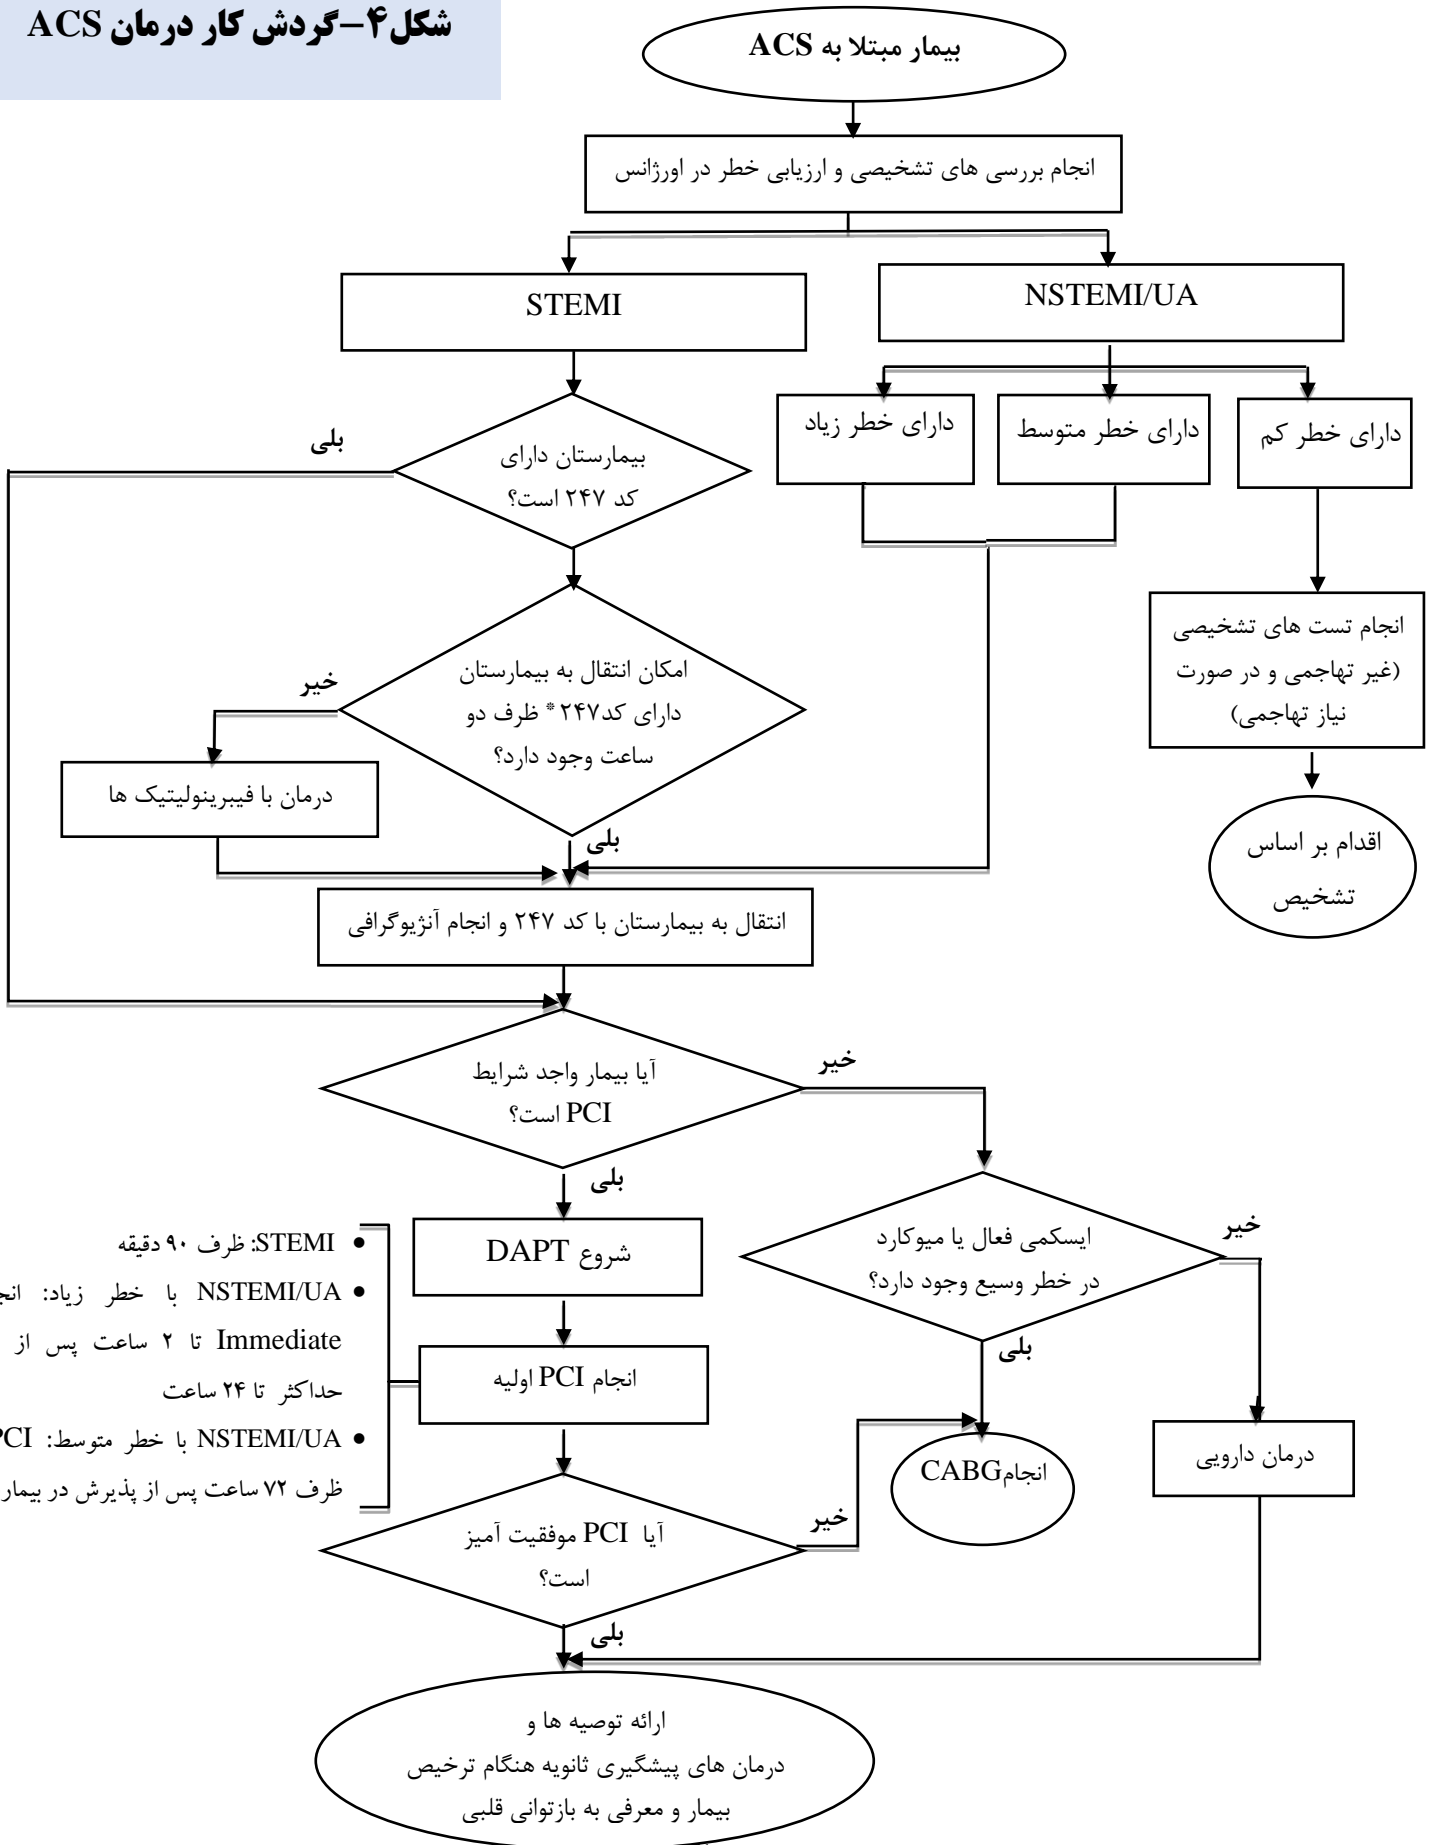 شکل۴-گردش کار درمان ACS
بیمار مبتلا به ACS
انجام بررسی های تشخیصی و ارزیابی خطر در اورژانس
STEMI
NSTEMI/UA
دارای خطر زیاد
دارای خطر متوسط
دارای خطر کم
بلی
بیمارستان دارای
کد ۲۴۷ است؟
انجام تست های تشخیصی
(غیر تهاجمی و در صورت
نیاز تهاجمی)
خیر
امکان انتقال به بیمارستان
دارای کد۲۴۷* ظرف دو
ساعت وجود دارد؟
درمان با فیبرینولیتیک ها
بلی
اقدام بر اساس
تشخیص
انتقال به بیمارستان با کد ۲۴۷ و انجام آنژیوگرافی
آیا بیمار واجد شرایط
PCI است؟
خیر
بلی
شروع DAPT
ایسکمی فعال یا میوکارد
در خطر وسیع وجود دارد؟
خیر
بلی
• STEMI: ظرف ۹۰ دقیقه
• NSTEMI/UA با خطر زیاد:
Immediate تا ۲ ساعت پس از
حداکثر تا ۲۴ ساعت
• NSTEMI/UA با خطر متوسط: PCI
ظرف ۷۲ ساعت پس از پذیرش در
انجام PCI اولیه
انجامCABG
درمان دارویی
آیا PCI موفقیت آمیز
است؟
خیر
بلی
ارائه توصیه ها و
درمان های پیشگیری ثانویه هنگام ترخیص
بیمار و معرفی به بازتوانی قلبی